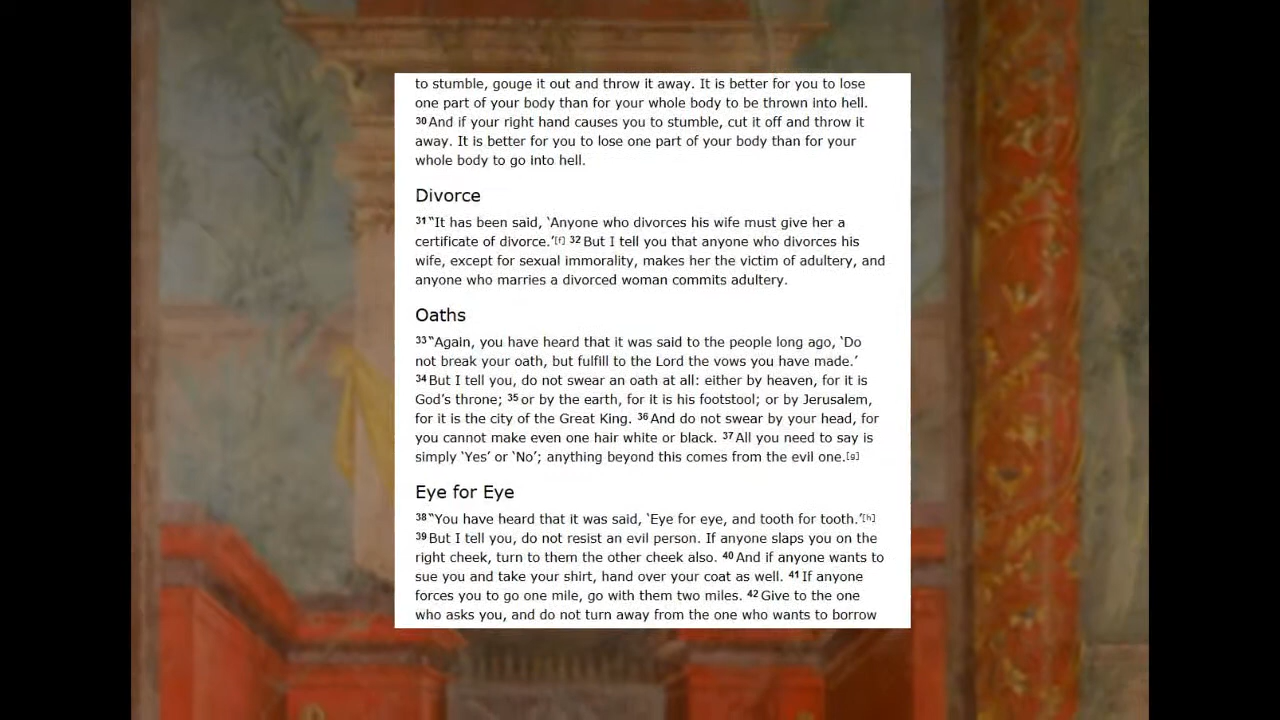 to stumble, gouge it out and throw it away. It is better for you to lose
one part of your body than for your whole body to be thrown into hell.
30 And if your right hand causes you to stumble, cut it off and throw it
away. It is better for you to lose one part of your body than for your
whole body to go into hell.
Divorce
31 “It has been said, ‘Anyone who divorces his wife must give her a
certificate of divorce.’[f] 32 But I tell you that anyone who divorces his
wife, except for sexual immorality, makes her the victim of adultery, and
anyone who marries a divorced woman commits adultery.
Oaths
33 “Again, you have heard that it was said to the people long ago, ‘Do
not break your oath, but fulfill to the Lord the vows you have made.’
34 But I tell you, do not swear an oath at all: either by heaven, for it is
God’s throne; 35 or by the earth, for it is his footstool; or by Jerusalem,
for it is the city of the Great King. 36 And do not swear by your head, for
you cannot make even one hair white or black. 37 All you need to say is
simply ‘Yes’ or ‘No’; anything beyond this comes from the evil one.[g]
Eye for Eye
38 “You have heard that it was said, ‘Eye for eye, and tooth for tooth.’[h]
39 But I tell you, do not resist an evil person. If anyone slaps you on the
right cheek, turn to them the other cheek also. 40 And if anyone wants to
sue you and take your shirt, hand over your coat as well. 41 If anyone
forces you to go one mile, go with them two miles. 42 Give to the one
who asks you, and do not turn away from the one who wants to borrow